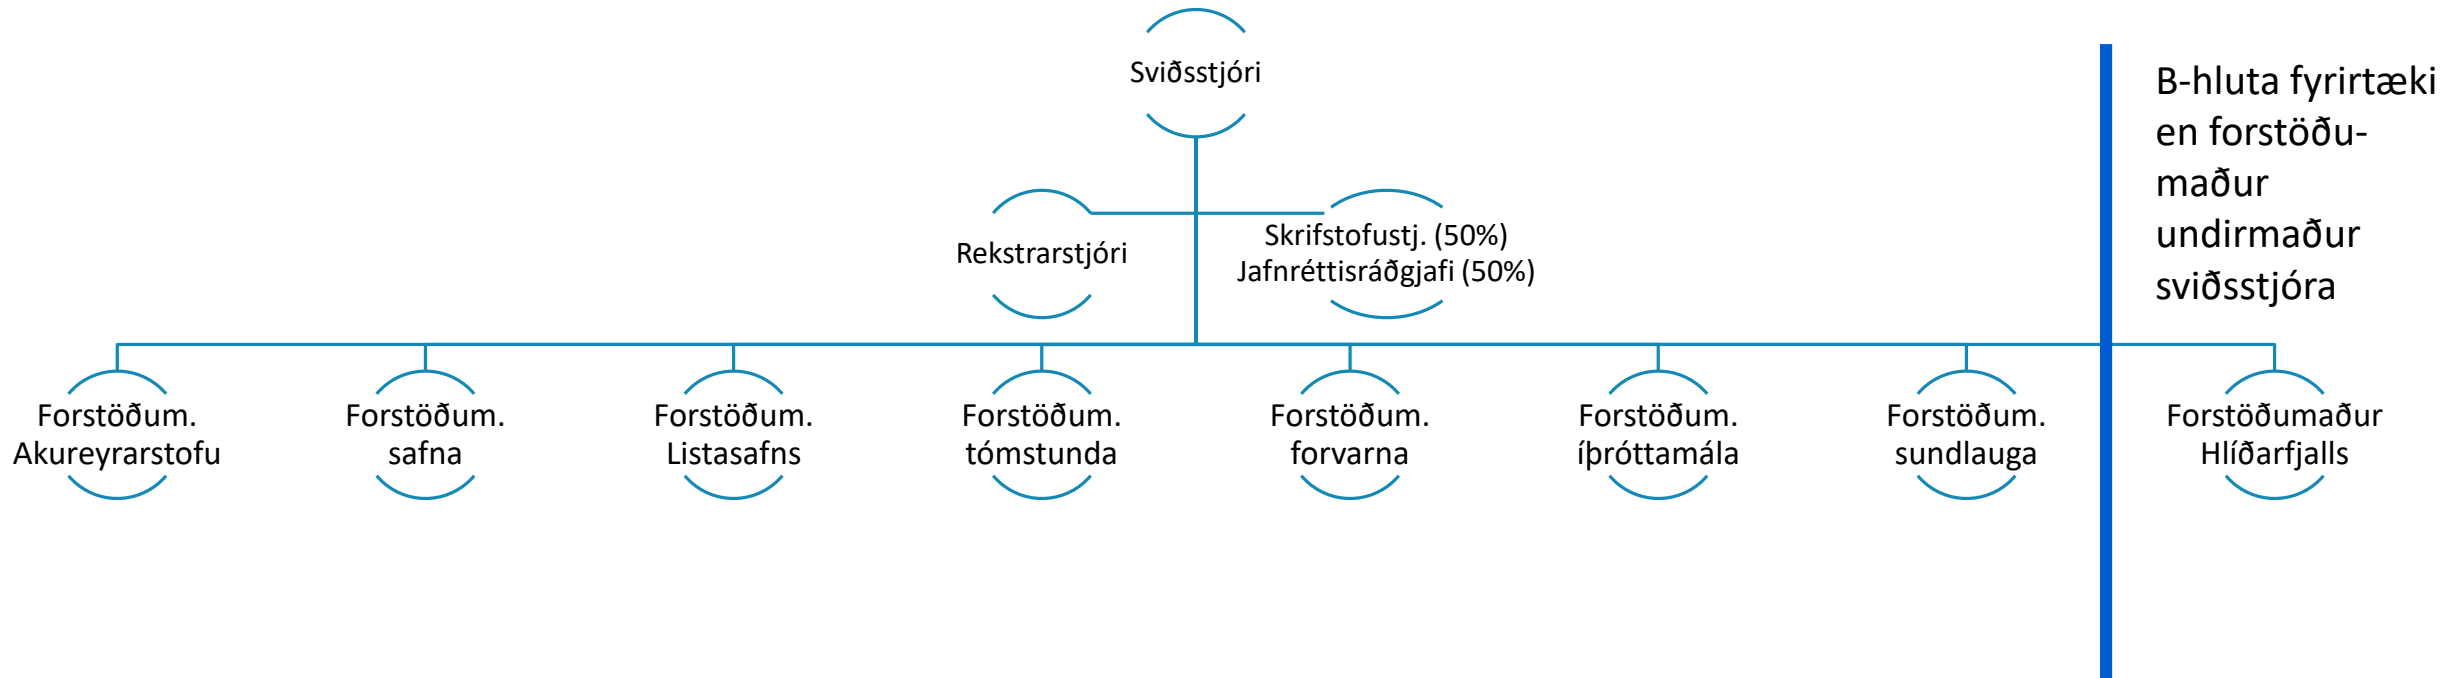 Sviðsstjóri
B-hluta fyrirtæki
en forstöðu-
maður
undirmaður
sviðsstjóra
Rekstrarstjóri
Skrifstofustj. (50%)
Jafnréttisráðgjafi (50%)
Forstöðum.
Akureyrarstofu
Forstöðum.
safna
Forstöðum.
Listasafns
Forstöðum.
tómstunda
Forstöðum.
forvarna
Forstöðum.
íþróttamála
Forstöðum.
sundlauga
Forstöðumaður
Hlíðarfjalls